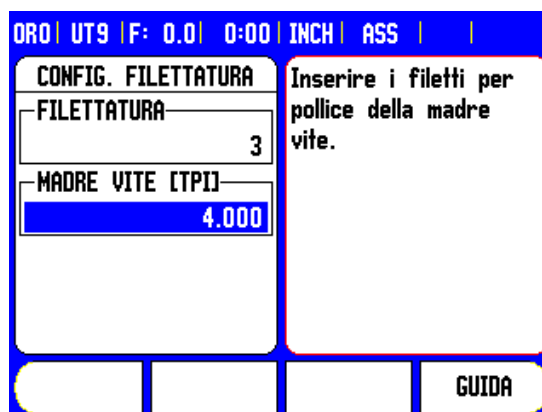 ORO| UT9 |F: 0.0| 0:00| INCH| ASS | |
CONFIG. FILETTATURA
FILETTATURA
3
MADRE VITE [TPI]
4.000
Inserire i filetti per
pollice della madre
vite.
GUIDA